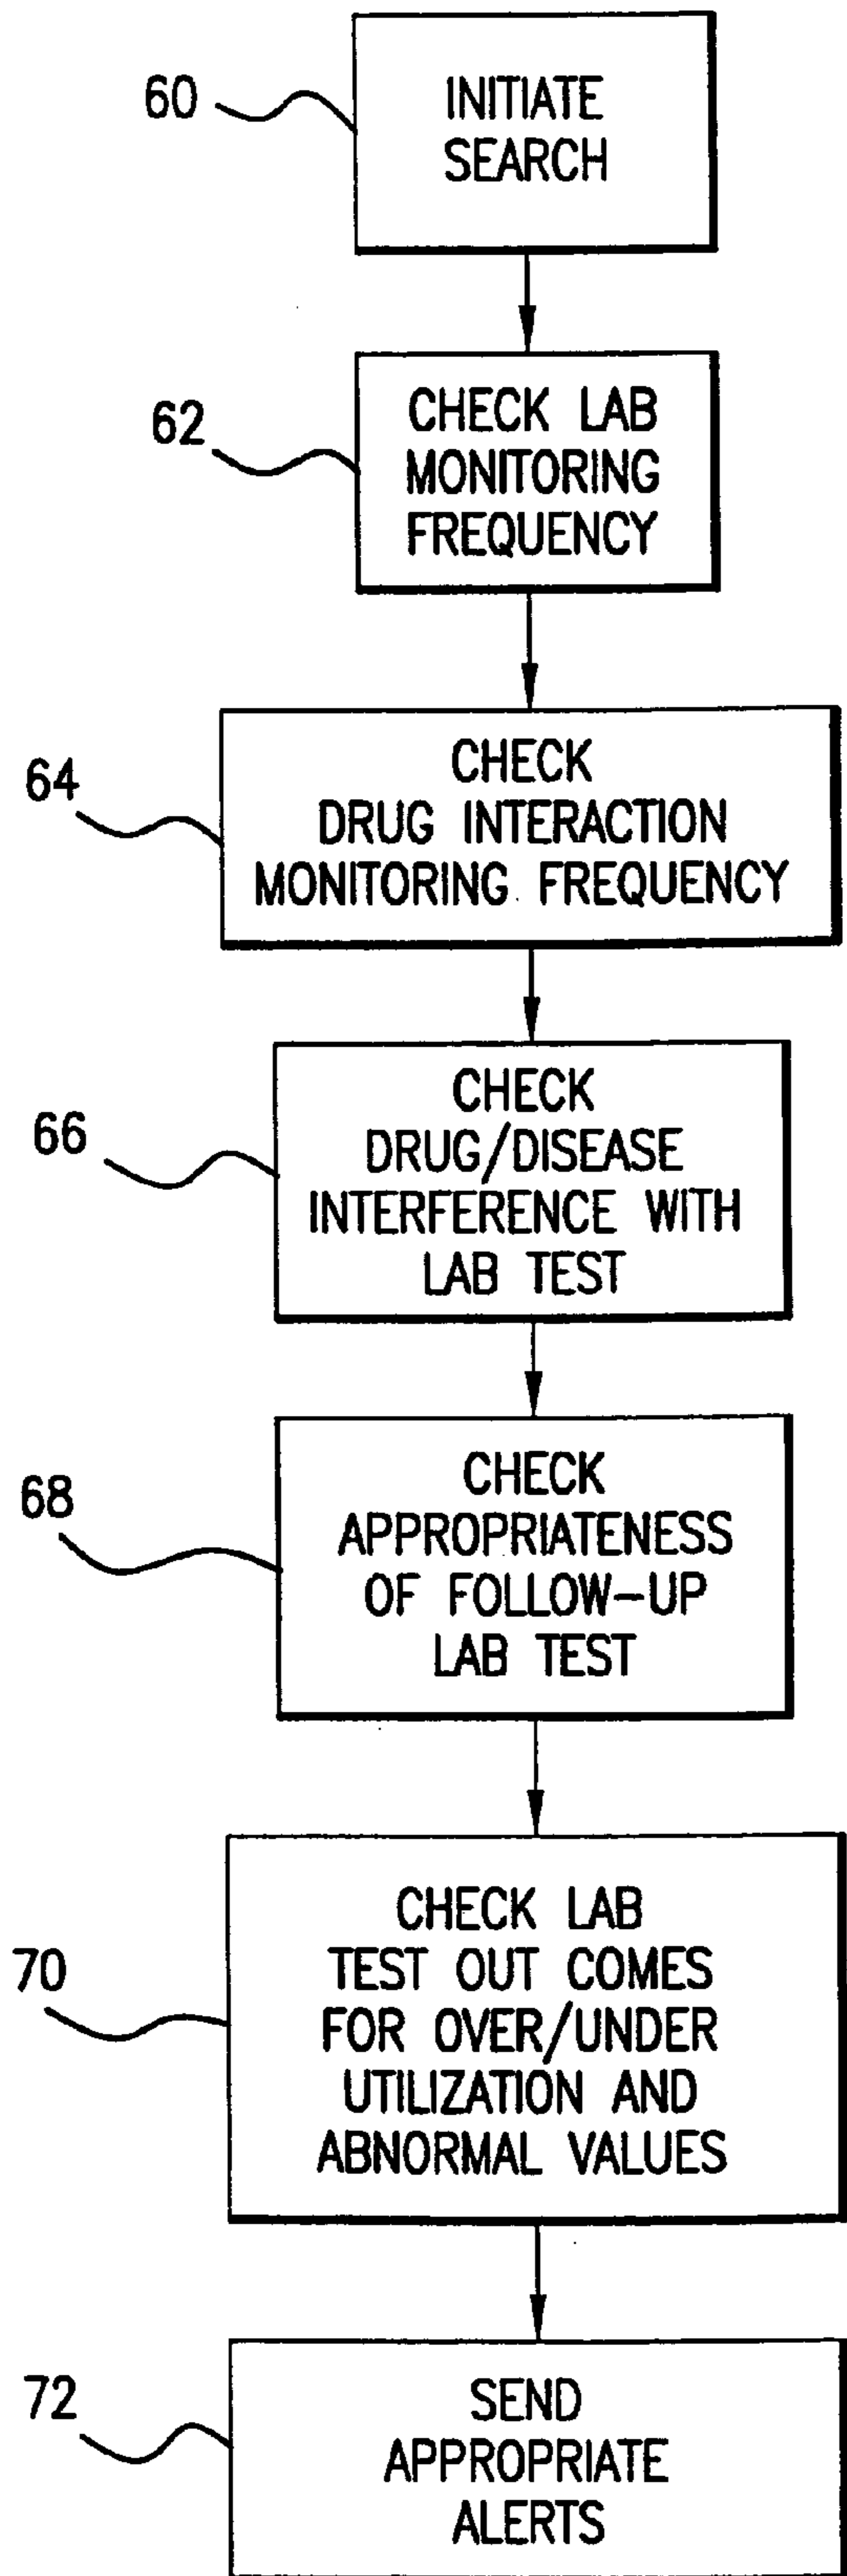 60
INITIATE
SEARCH
62
CHECK LAB
MONITORING
FREQUENCY
64
CHECK
DRUG INTERACTION
MONITORING FREQUENCY
66
CHECK
DRUG/DISEASE
INTERFERENCE WITH
LAB TEST
68
CHECK
APPROPRIATENESS
OF FOLLOW-UP
LAB TEST
70
CHECK LAB
TEST OUT COMES
FOR OVER/UNDER
UTILIZATION AND
ABNORMAL VALUES
72
SEND
APPROPRIATE
ALERTS